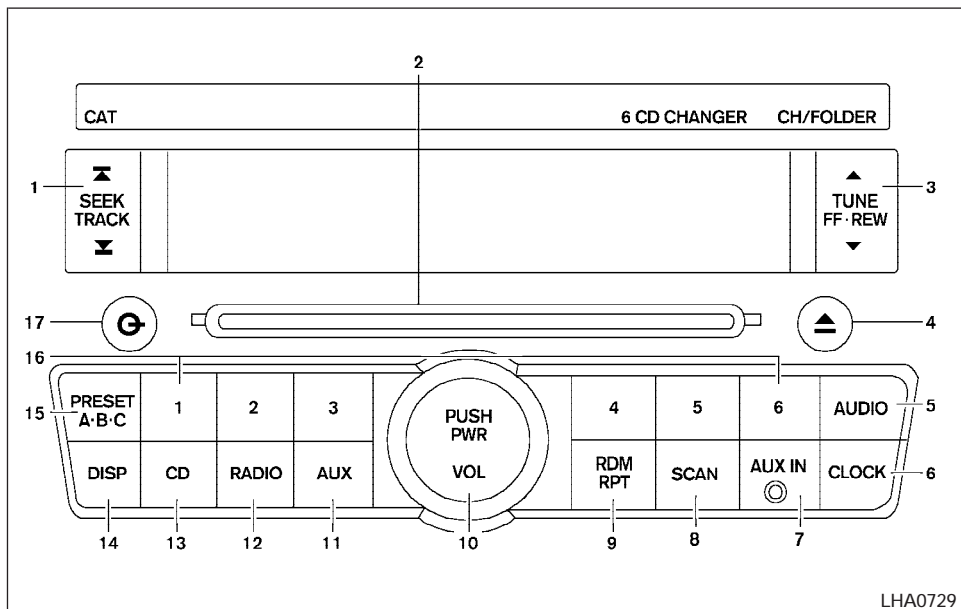 2
CAT 6 CD CHANGER CH/FOLDER
1 SEEK TRACK
TUNE FF·REW 3
17
4
16
15 PRESET A·B·C 1 2 3 PUSH PWR 4 5 6 AUDIO 5
DISP CD RADIO AUX VOL RDM RPT SCAN AUX IN CLOCK 6
14 13 12 11 10 9 8 7
LHA0729